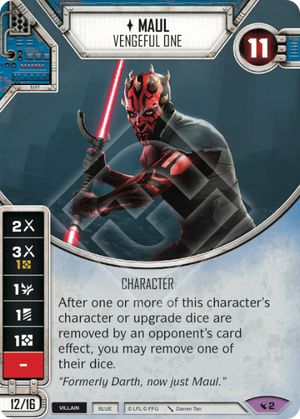 MAUL
VENGEFUL ONE
11
2
3
1
1
1
1
-
12/16
CHARACTER
After one or more of this character's
character or upgrade dice are
removed by an opponent's card
effect, you may remove one of
their dice.
"Formerly Darth, now just Maul."
VILLAIN
BLUE
© LFL © FFG
Darren Tan
2